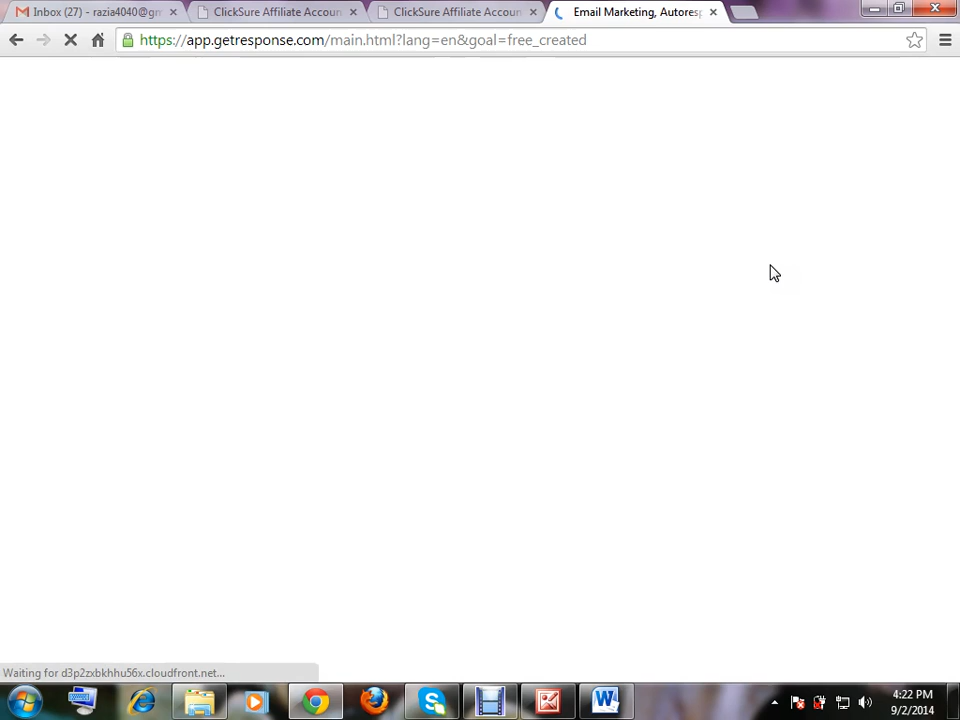 Inbox (27) - razia4040@gm
ClickSure Affiliate Accoun
ClickSure Affiliate Accoun
Email Marketing, Autoresp
https://app.getresponse.com/main.html?lang=en&goal=free_created
Waiting for d3p2zxbkhhu56x.cloudfront.net...
4:22 PM
9/2/2014